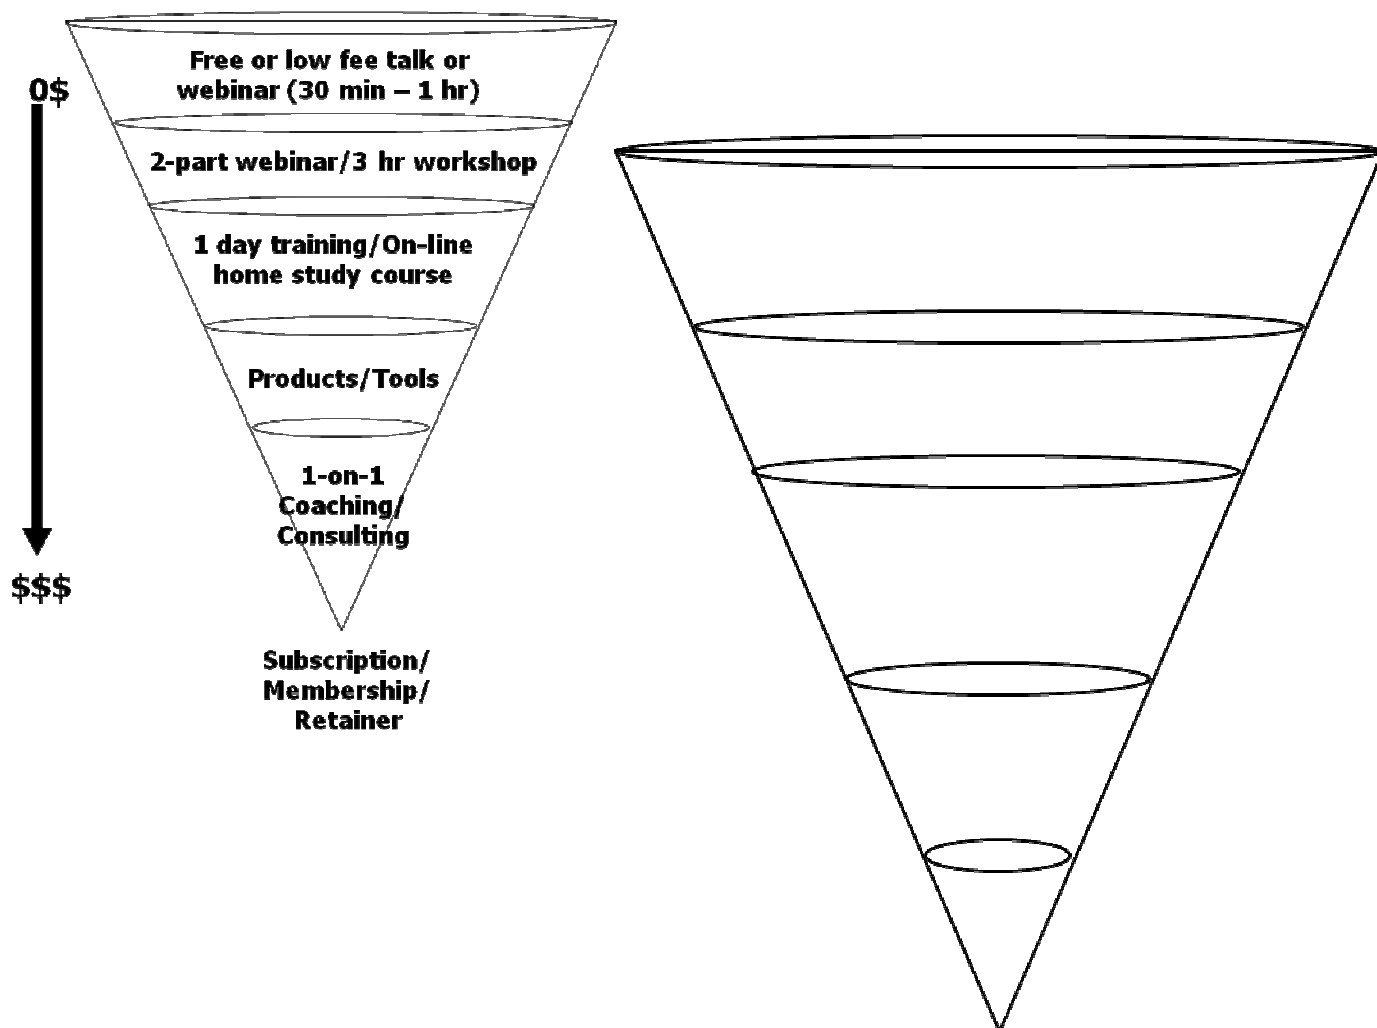 0$
Free or low fee talk or
webinar (30 min – 1 hr)
2-part webinar/3 hr workshop
1 day training/On-line
home study course
Products/Tools
1-on-1
Coaching/
Consulting
$$$
Subscription/
Membership/
Retainer